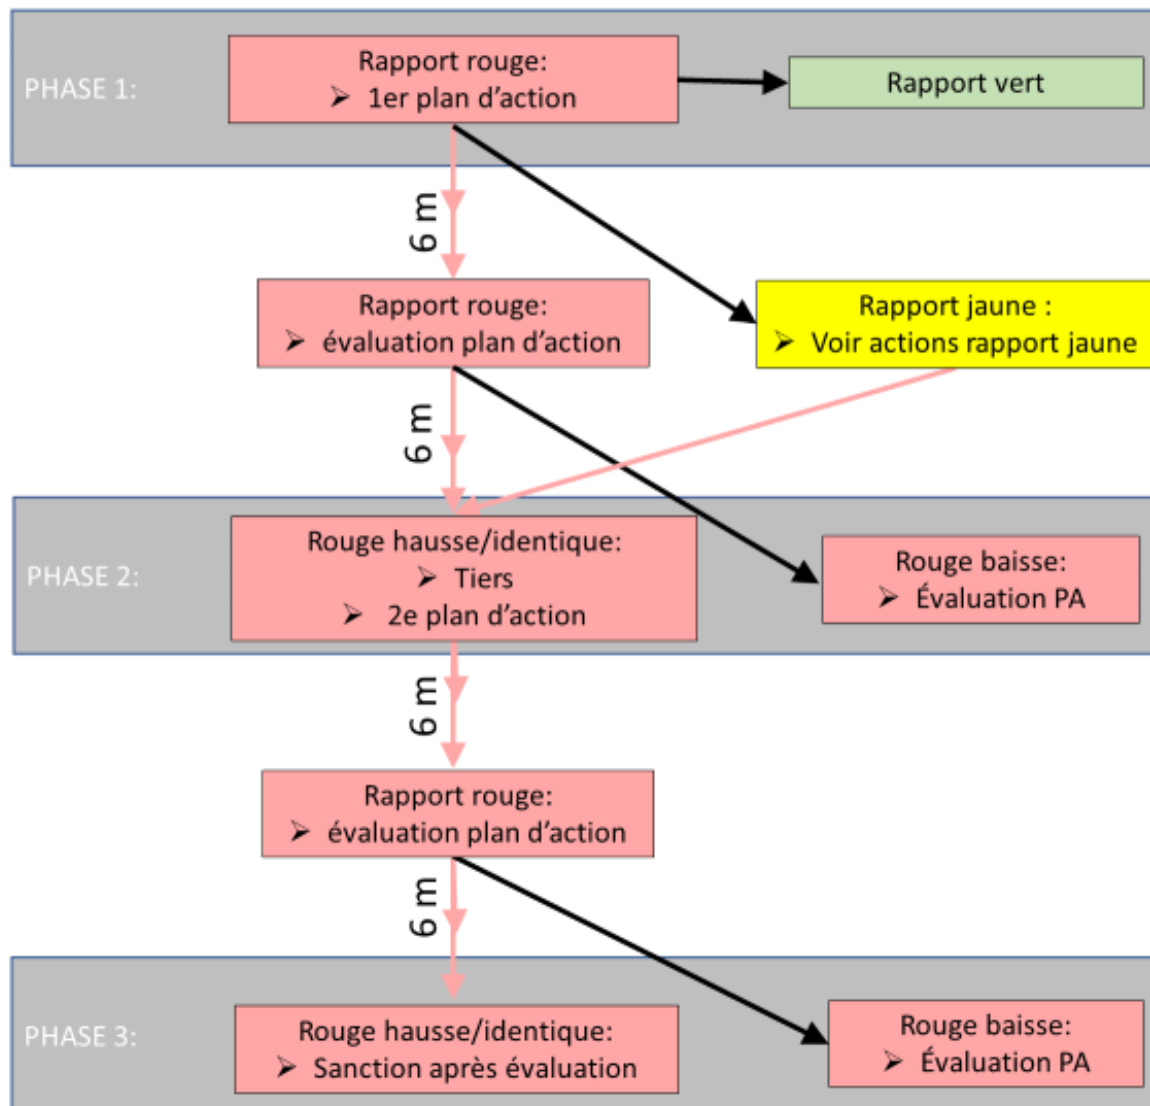 PHASE 1:
Rapport rouge:
➢ 1er plan d’action
Rapport vert
6 m
Rapport rouge:
➢ évaluation plan d’action
Rapport jaune :
➢ Voir actions rapport jaune
6 m
PHASE 2:
Rouge hausse/identique:
➢ Tiers
➢ 2e plan d’action
Rouge baisse:
➢ Évaluation PA
6 m
Rapport rouge:
➢ évaluation plan d’action
6 m
PHASE 3:
Rouge hausse/identique:
➢ Sanction après évaluation
Rouge baisse:
➢ Évaluation PA